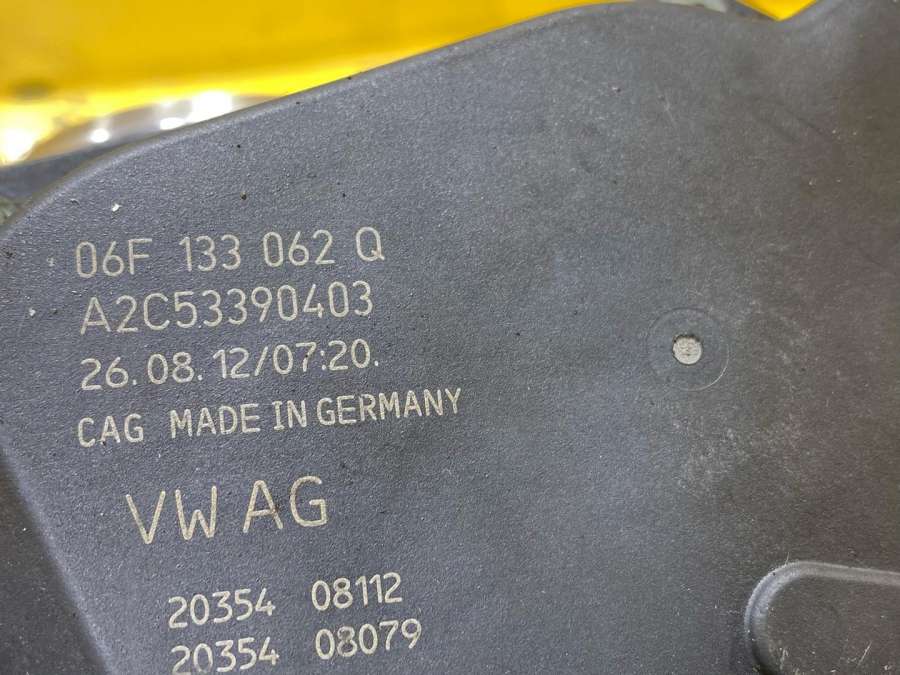 06F 133 062 Q
A2C53390403
26.08.12/07:20.
CAG MADE IN GERMANY
VW AG
20354 08112
20354 08079